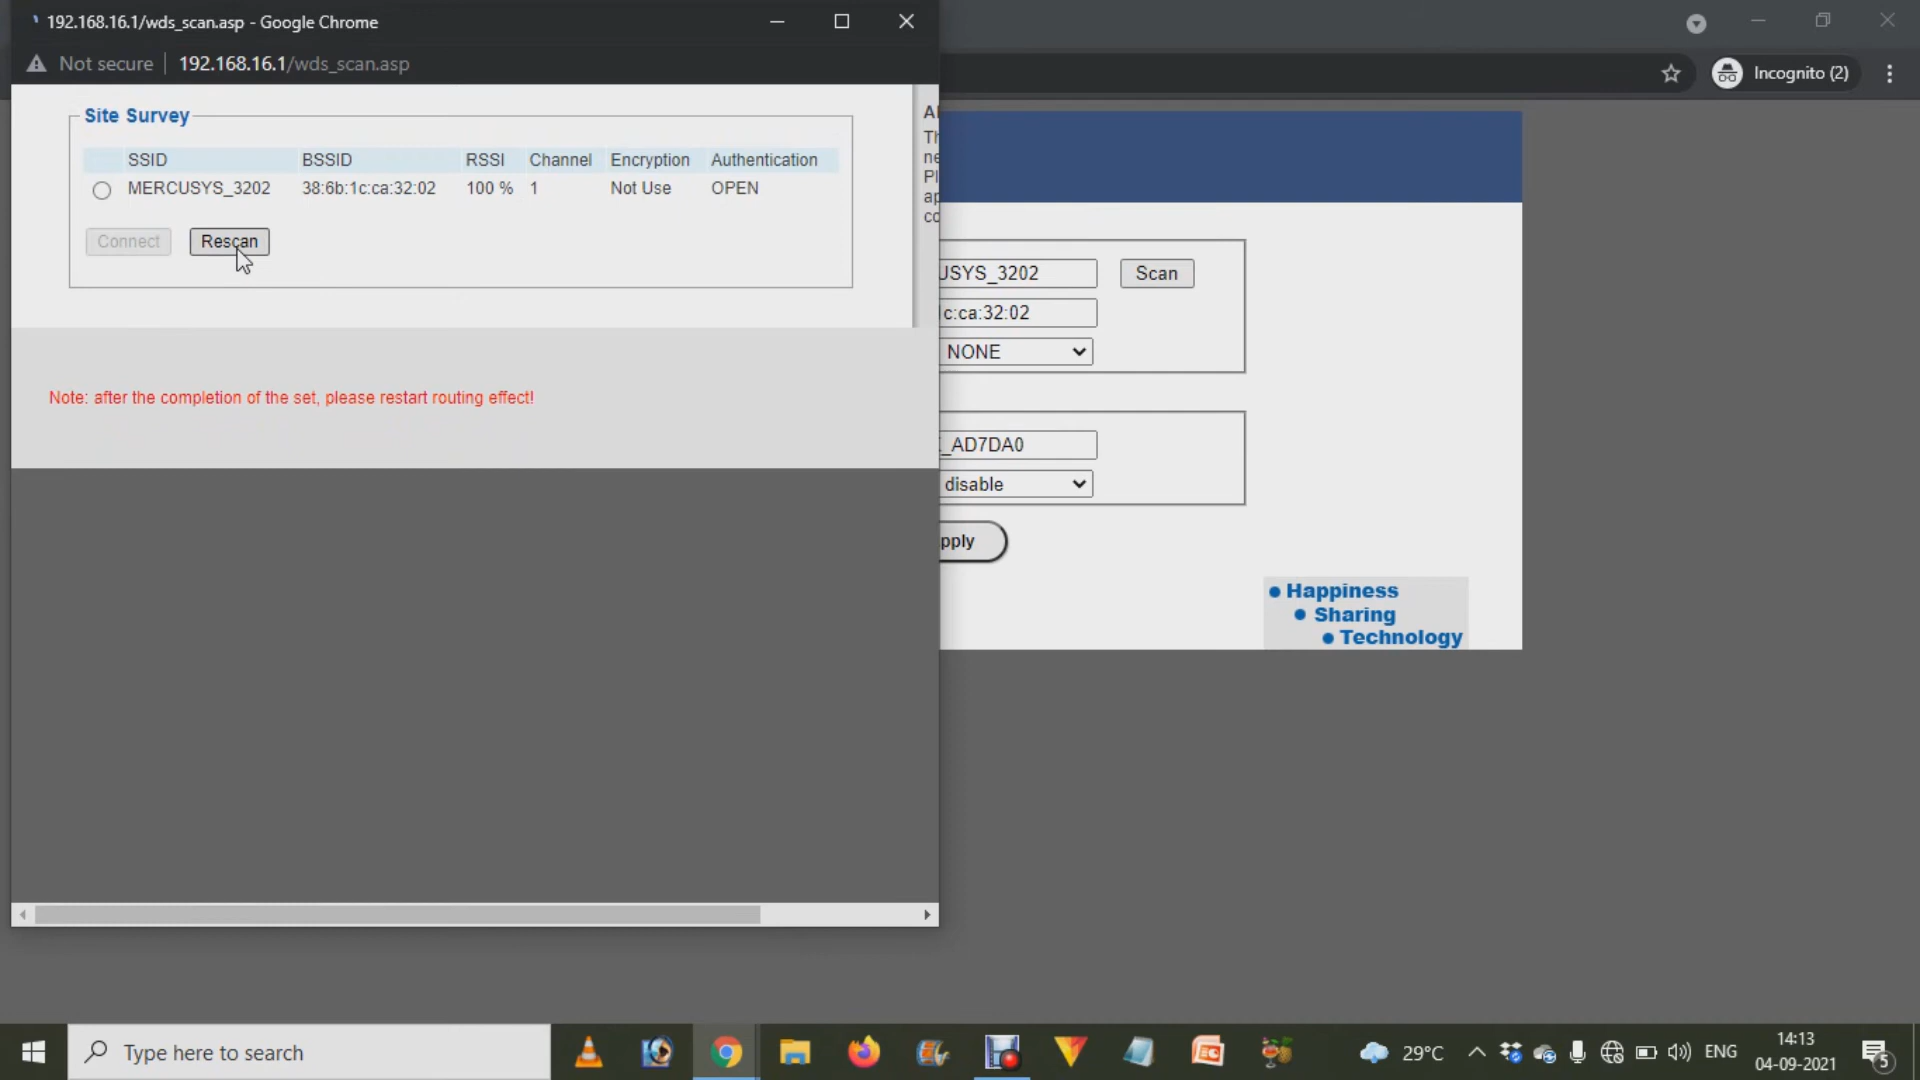 192.168.16.1/wds_scan.asp - Google Chrome
Not secure 192.168.16.1/wds_scan.asp
Incognito (2)
Site Survey
SSID BSSID RSSI Channel Encryption Authentication
MERCUSYS_3202 38:6b:1c:ca:32:02 100 % 1 Not Use OPEN
Connect Rescan
Note: after the completion of the set, please restart routing effect!
USYS_3202 Scan
c:ca:32:02
NONE
_AD7DA0
disable
pply
Happiness
Sharing
Technology
Type here to search
29°C
ENG
14:13
04-09-2021
5